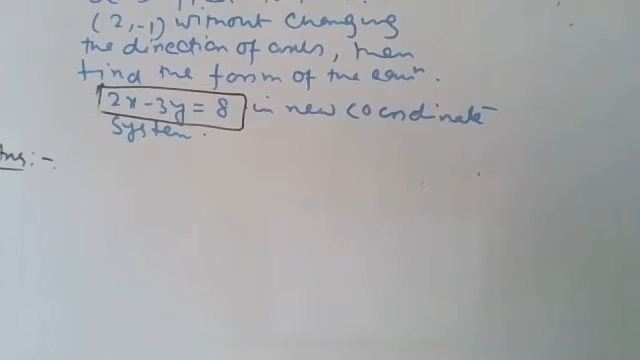 (2,-1) without changing
the direction of axes, then
find the form of the equnⁿ.
2x-3y=8 in new coordinate
system.
Ans:-